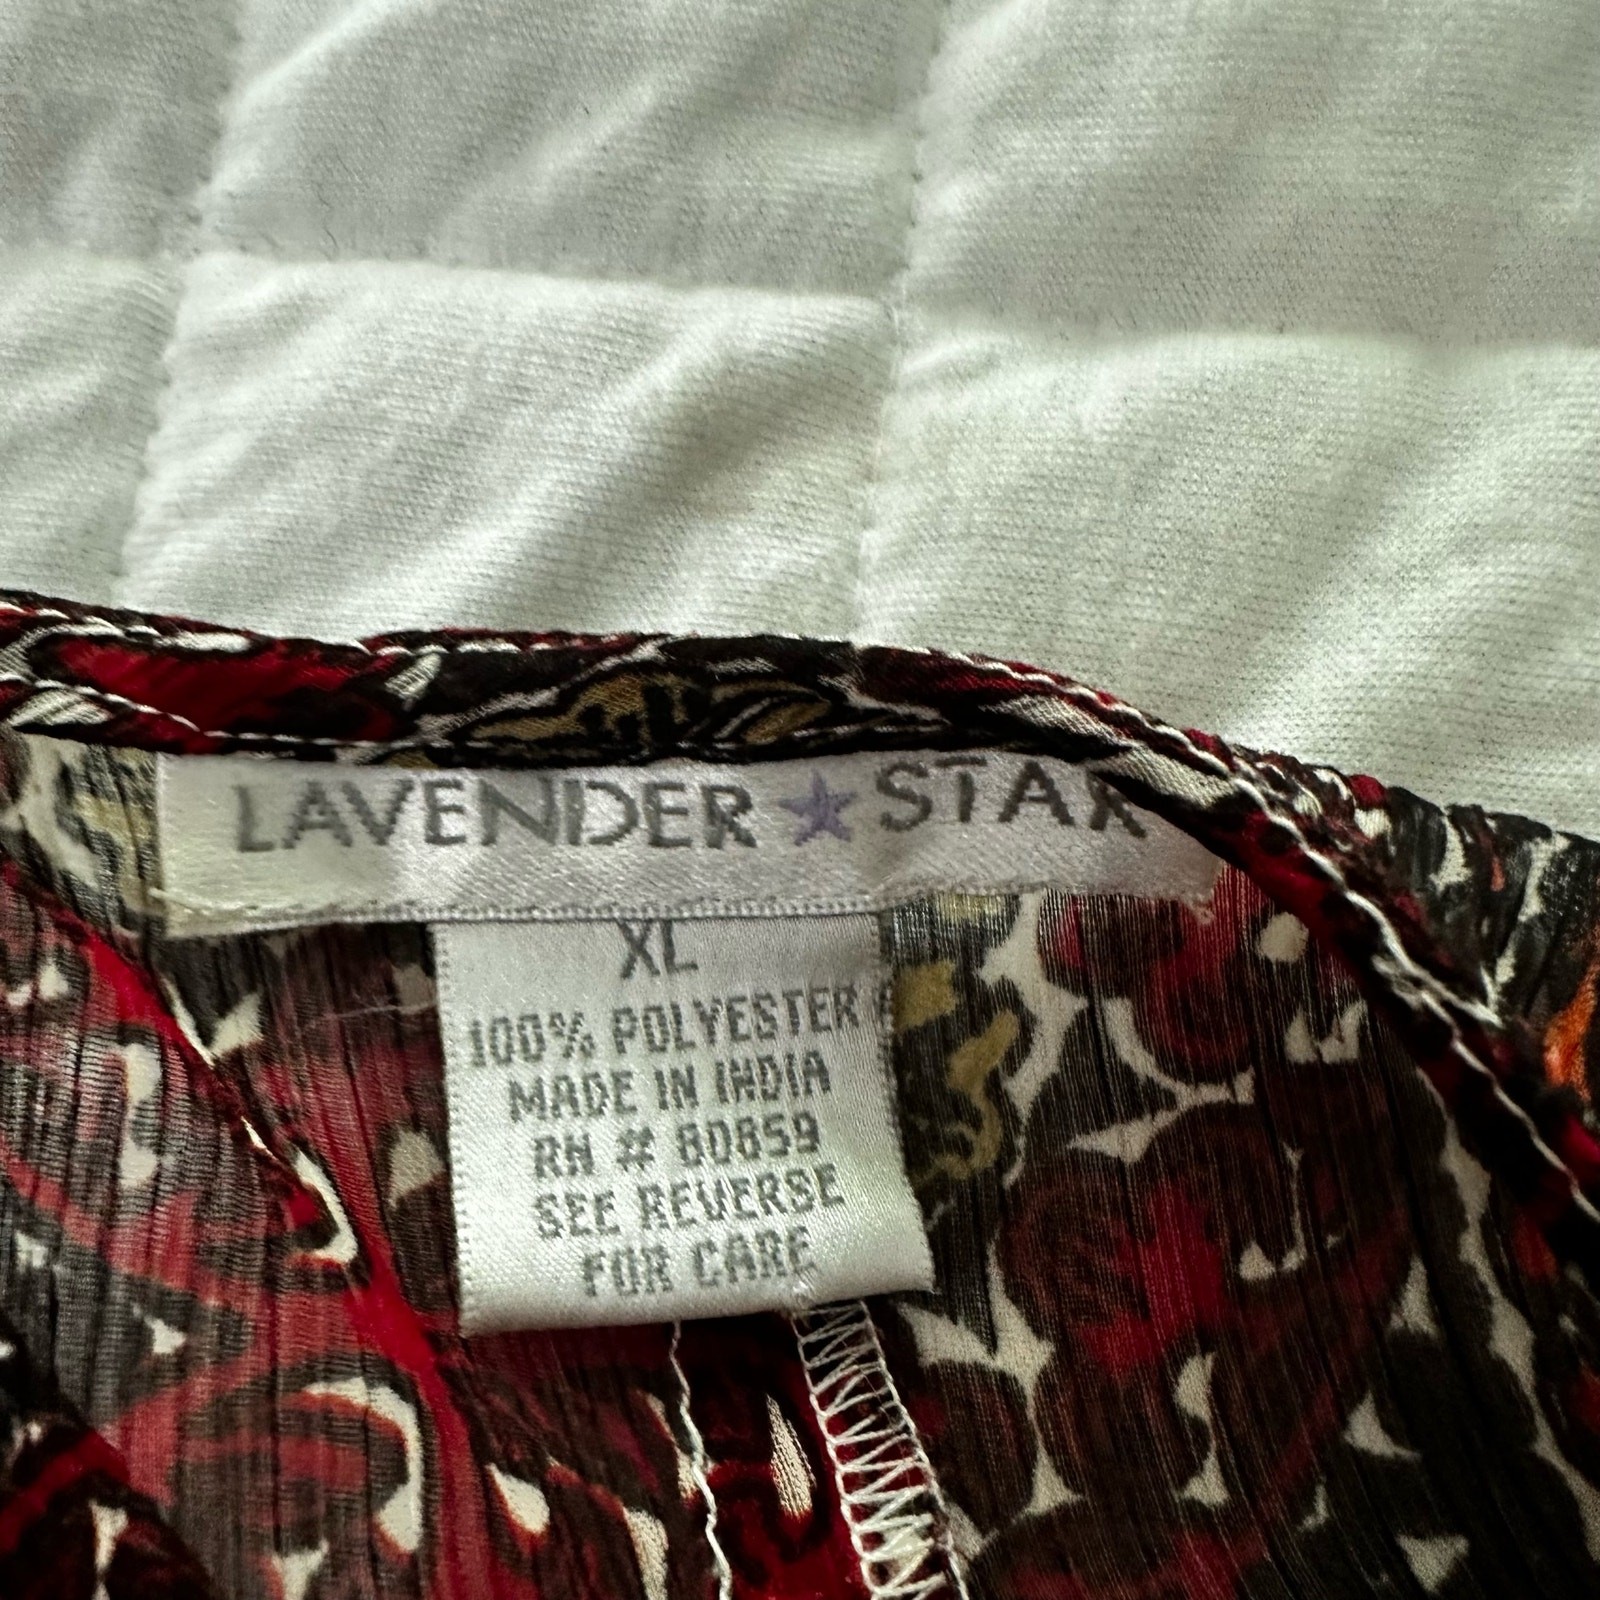 LAVENDER STAR
XL
100% POLYESTER
MADE IN INDIA
RN # 80859
SEE REVERSE
FOR CARE